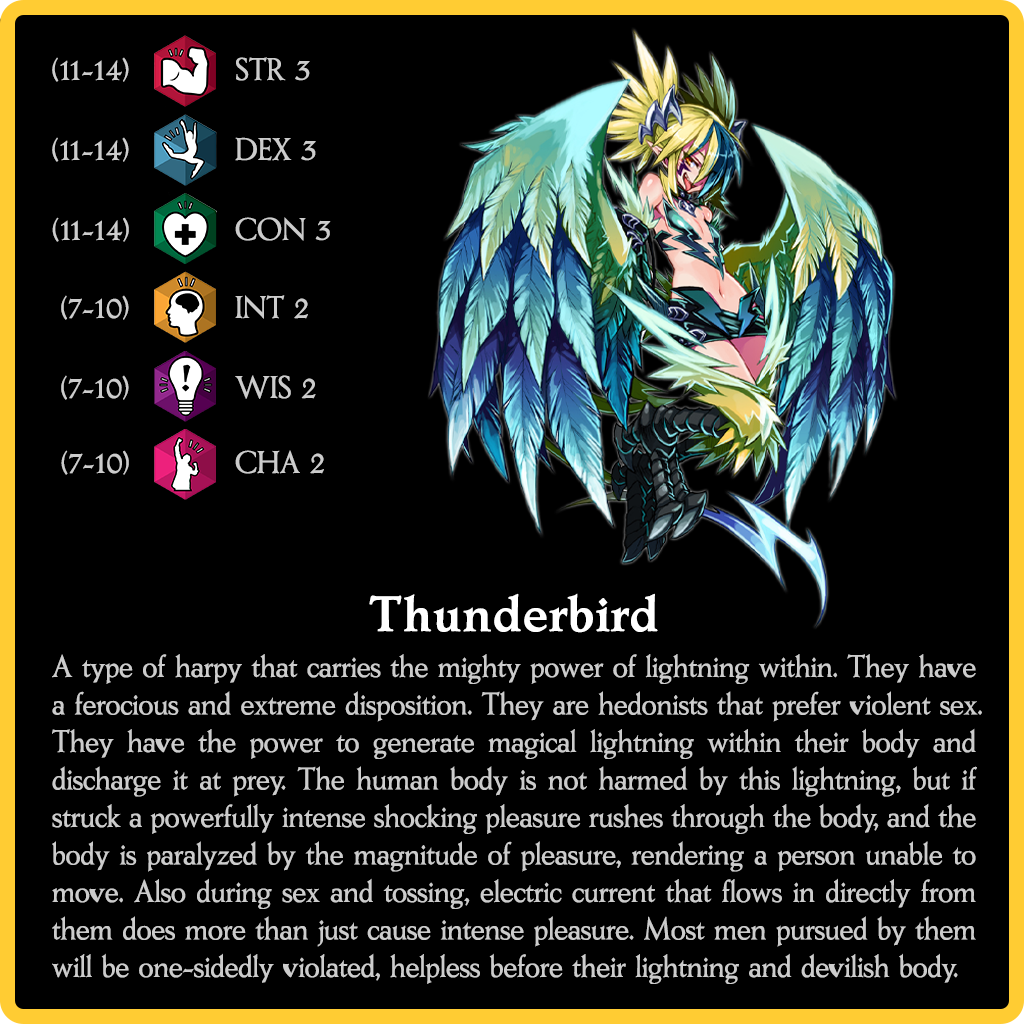 (11-14) STR 3
(11-14) DEX 3
(11-14) CON 3
(7-10) INT 2
(7-10) WIS 2
(7-10) CHA 2
Thunderbird
A type of harpy that carries the mighty power of lightning within. They have
a ferocious and extreme disposition. They are hedonists that prefer violent sex.
They have the power to generate magical lightning within their body and
discharge it at prey. The human body is not harmed by this lightning, but if
struck a powerfully intense shocking pleasure rushes through the body, and the
body is paralyzed by the magnitude of pleasure, rendering a person unable to
move. Also during sex and tossing, electric current that flows in directly from
them does more than just cause intense pleasure. Most men pursued by them
will be one-sidedly violated, helpless before their lightning and devilish body.